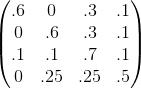 .6 0 .3 .1
0 .6 .3 .1
.1 .1 .7 .1
0 .25 .25 .5